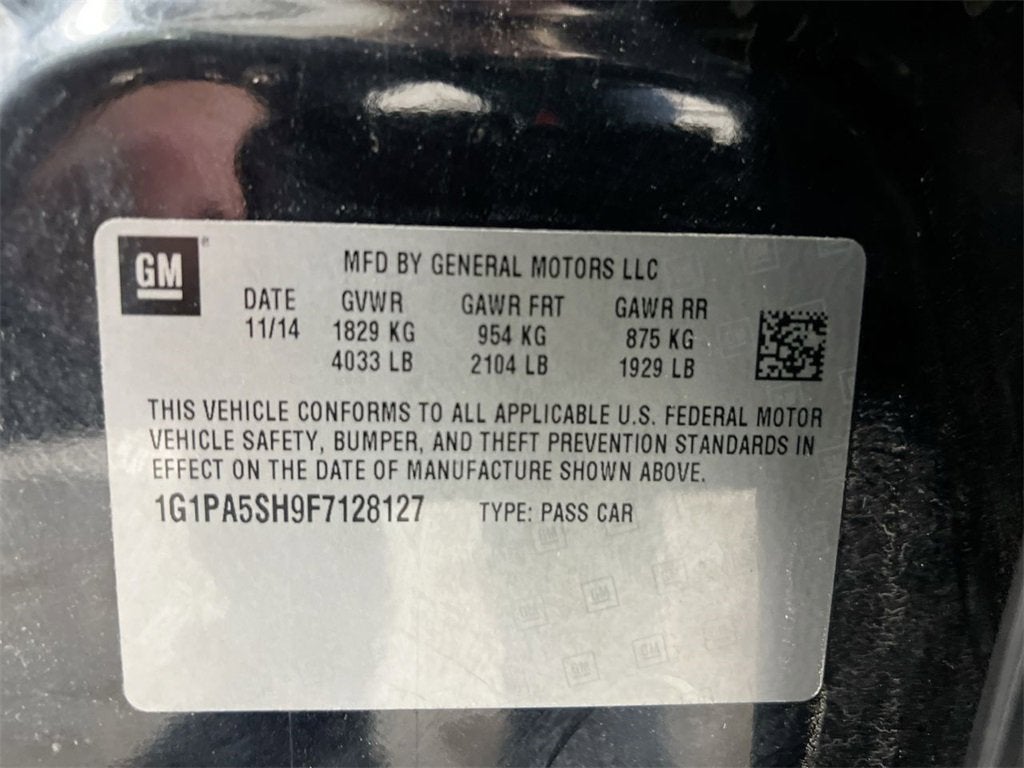 GM
MFD BY GENERAL MOTORS LLC
DATE GVWR GAWR FRT GAWR RR
11/14 1829 KG 954 KG 875 KG
4033 LB 2104 LB 1929 LB
THIS VEHICLE CONFORMS TO ALL APPLICABLE U.S. FEDERAL MOTOR
VEHICLE SAFETY, BUMPER, AND THEFT PREVENTION STANDARDS IN
EFFECT ON THE DATE OF MANUFACTURE SHOWN ABOVE.
1G1PA5SH9F7128127 TYPE: PASS CAR